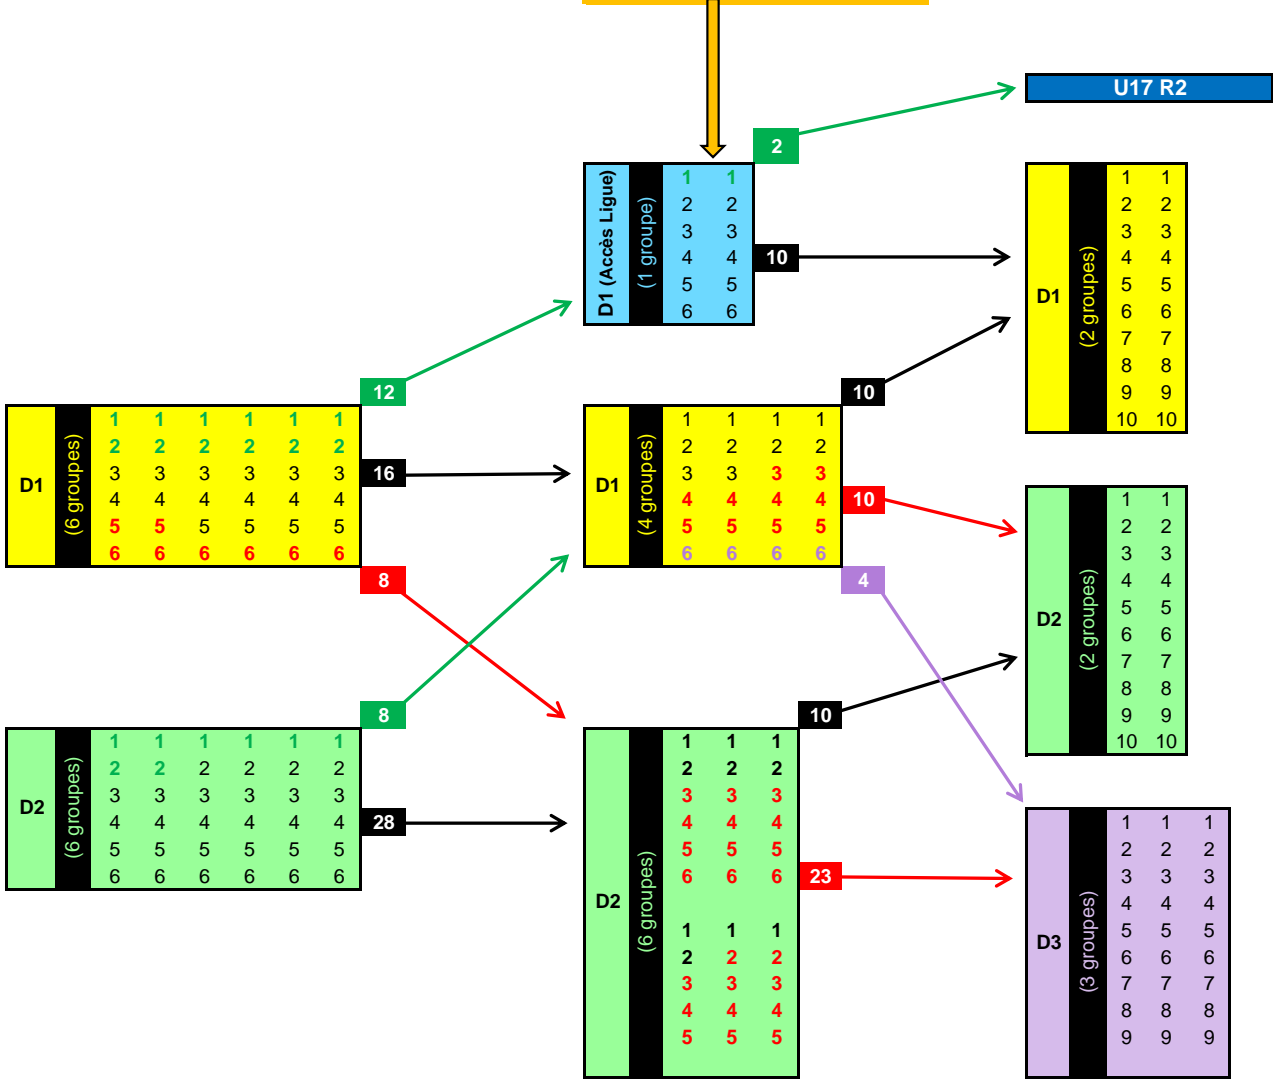 U17 R2
2
D1 (Accès Ligue)
(1 groupe)
1 1
2 2
3 3
4 4
5 5
6 6
10
D1
(2 groupes)
1 1
2 2
3 3
4 4
5 5
6 6
7 7
8 8
9 9
10 10
12
D1
(6 groupes)
1 1 1 1 1 1
2 2 2 2 2 2
3 3 3 3 3 3
4 4 4 4 4 4
5 5 5 5 5 5
6 6 6 6 6 6
16
8
10
D1
(4 groupes)
1 1 1 1
2 2 2 2
3 3 3 3
4 4 4 4
5 5 5 5
6 6 6 6
10
4
D2
(2 groupes)
1 1
2 2
3 3
4 4
5 5
6 6
7 7
8 8
9 9
10 10
8
D2
(6 groupes)
1 1 1 1 1 1
2 2 2 2 2 2
3 3 3 3 3 3
4 4 4 4 4 4
5 5 5 5 5 5
6 6 6 6 6 6
28
10
D2
(6 groupes)
1 1 1
2 2 2
3 3 3
4 4 4
5 5 5
6 6 6
1 1 1
2 2 2
3 3 3
4 4 4
5 5 5
23
D3
(3 groupes)
1 1 1
2 2 2
3 3 3
4 4 4
5 5 5
6 6 6
7 7 7
8 8 8
9 9 9